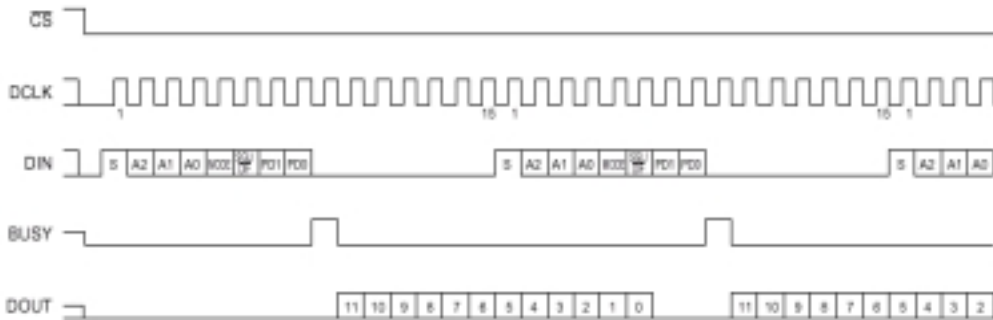 CS
DCLK
1 15 1 15 1
DIN S A2 A1 A0 MODE PD1 PD0 S A2 A1 A0 MODE PD1 PD0 S A2 A1 A0
BUSY
DOUT 11 10 9 8 7 6 5 4 3 2 1 0 11 10 9 8 7 6 5 4 3 2